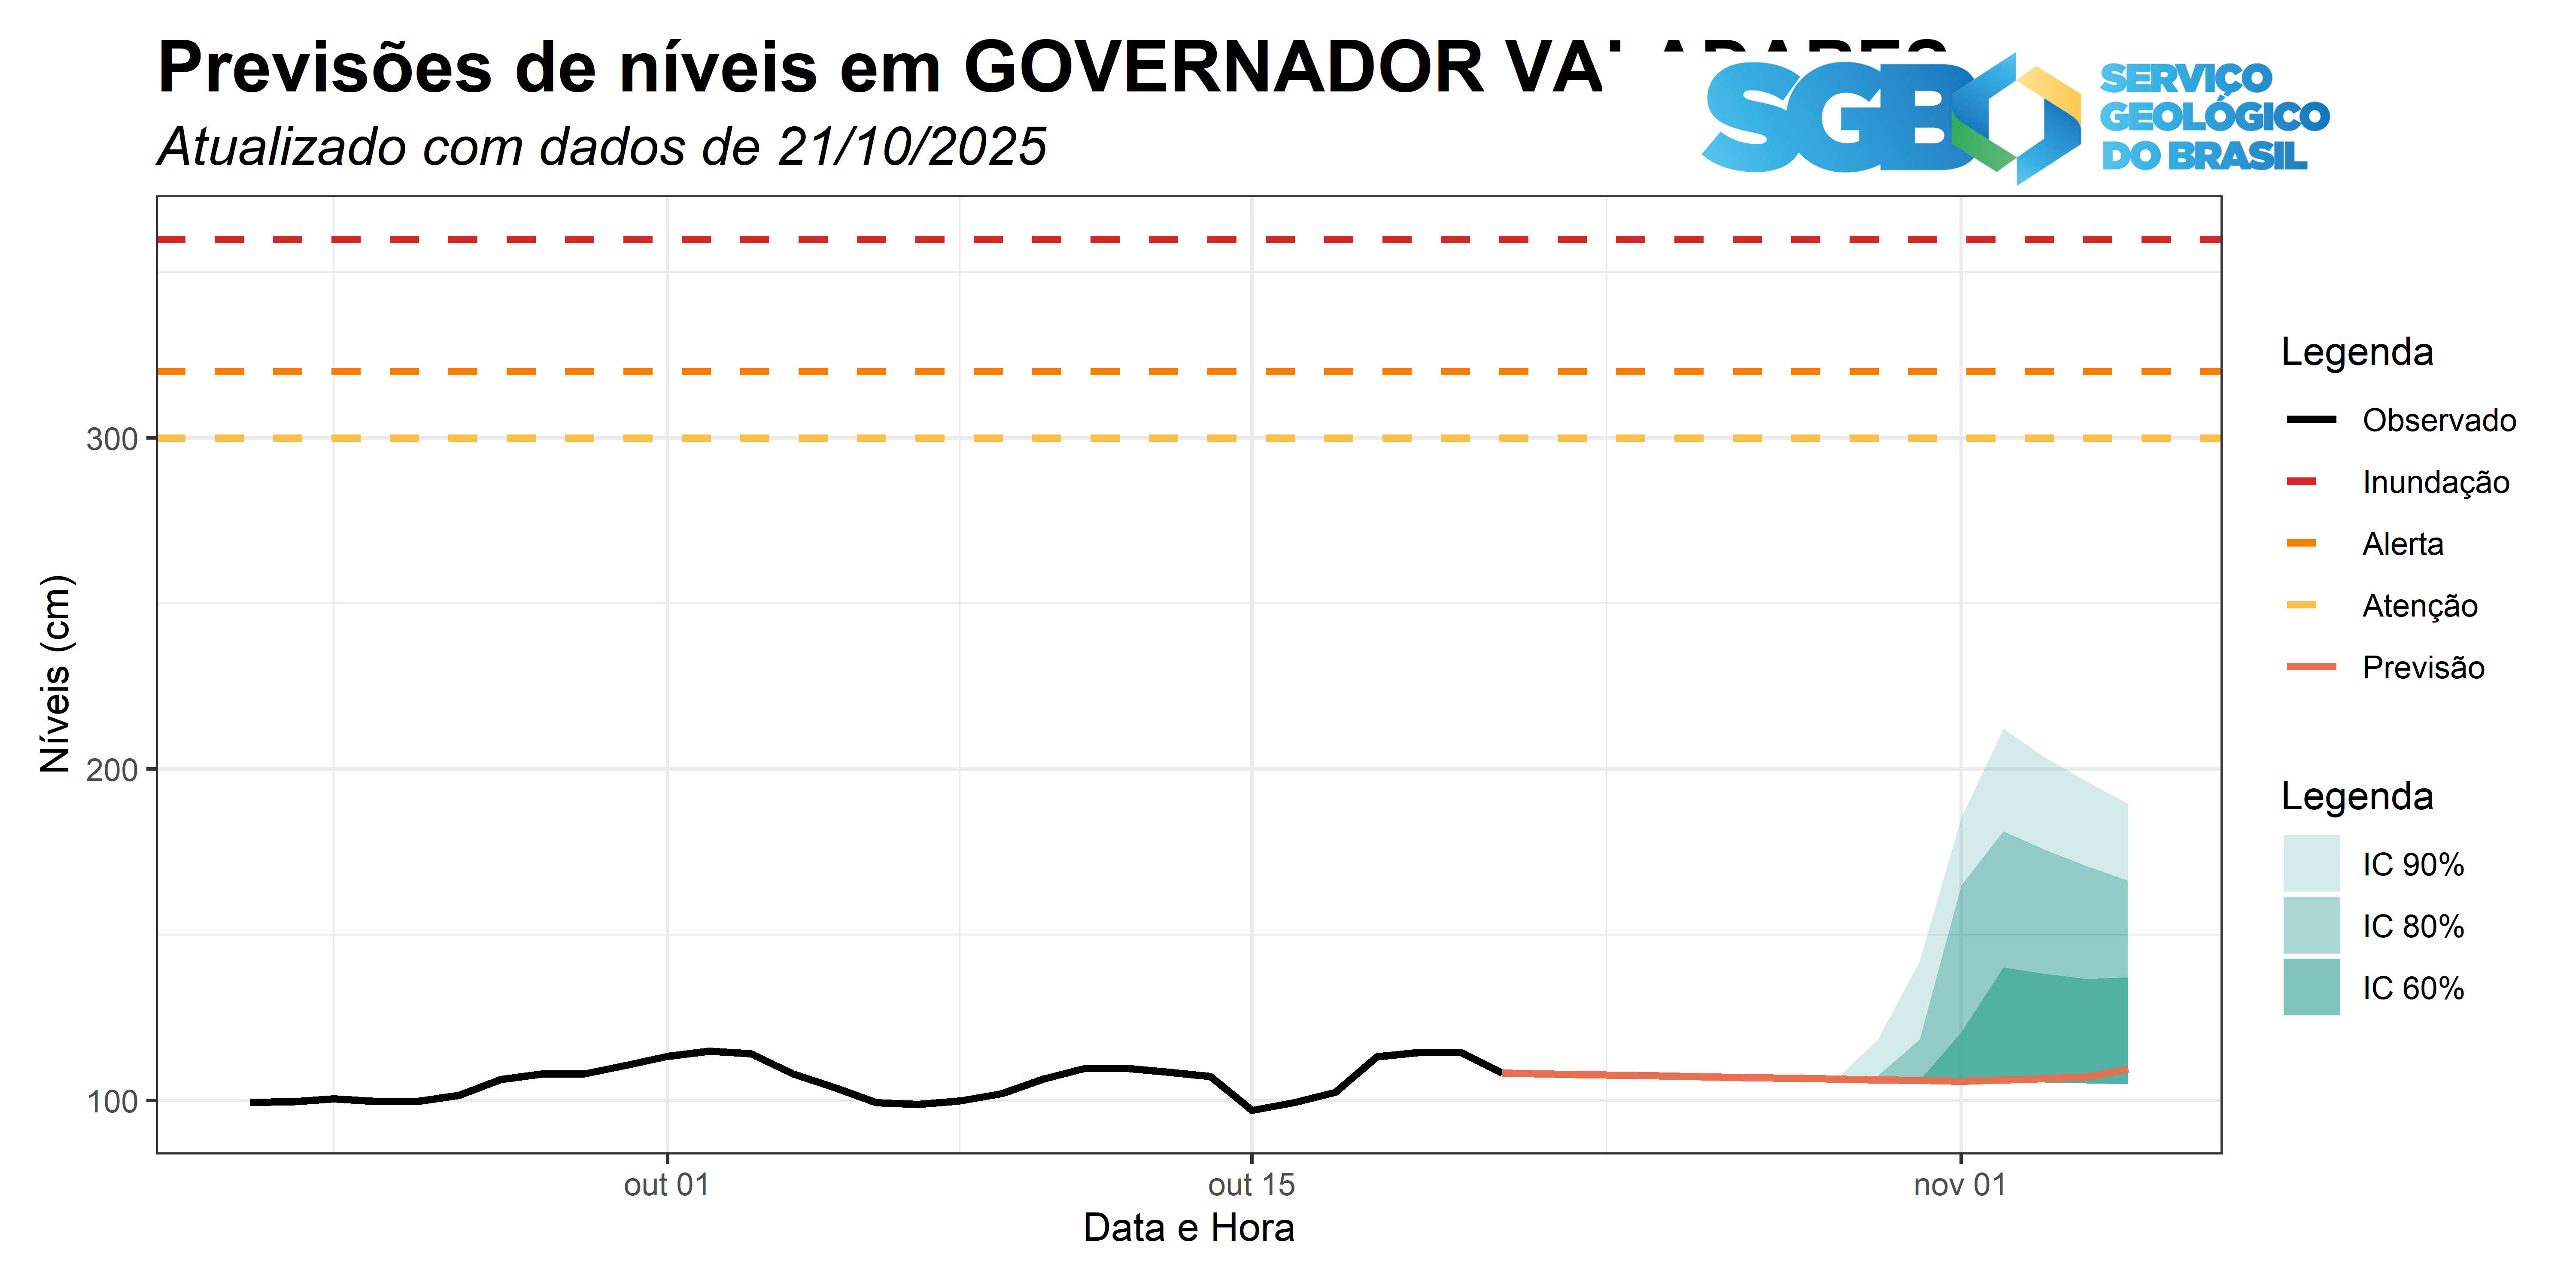 Previsões de níveis em GOVERNADOR
Atualizado com dados de 21/10/2025
SGB
SERVIÇO
GEOLÓGICO
DO BRASIL
Níveis (cm)
300
200
100
out 01
out 15
nov 01
Data e Hora
Legenda
Observado
Inundação
Alerta
Atenção
Previsão
Legenda
IC 90%
IC 80%
IC 60%